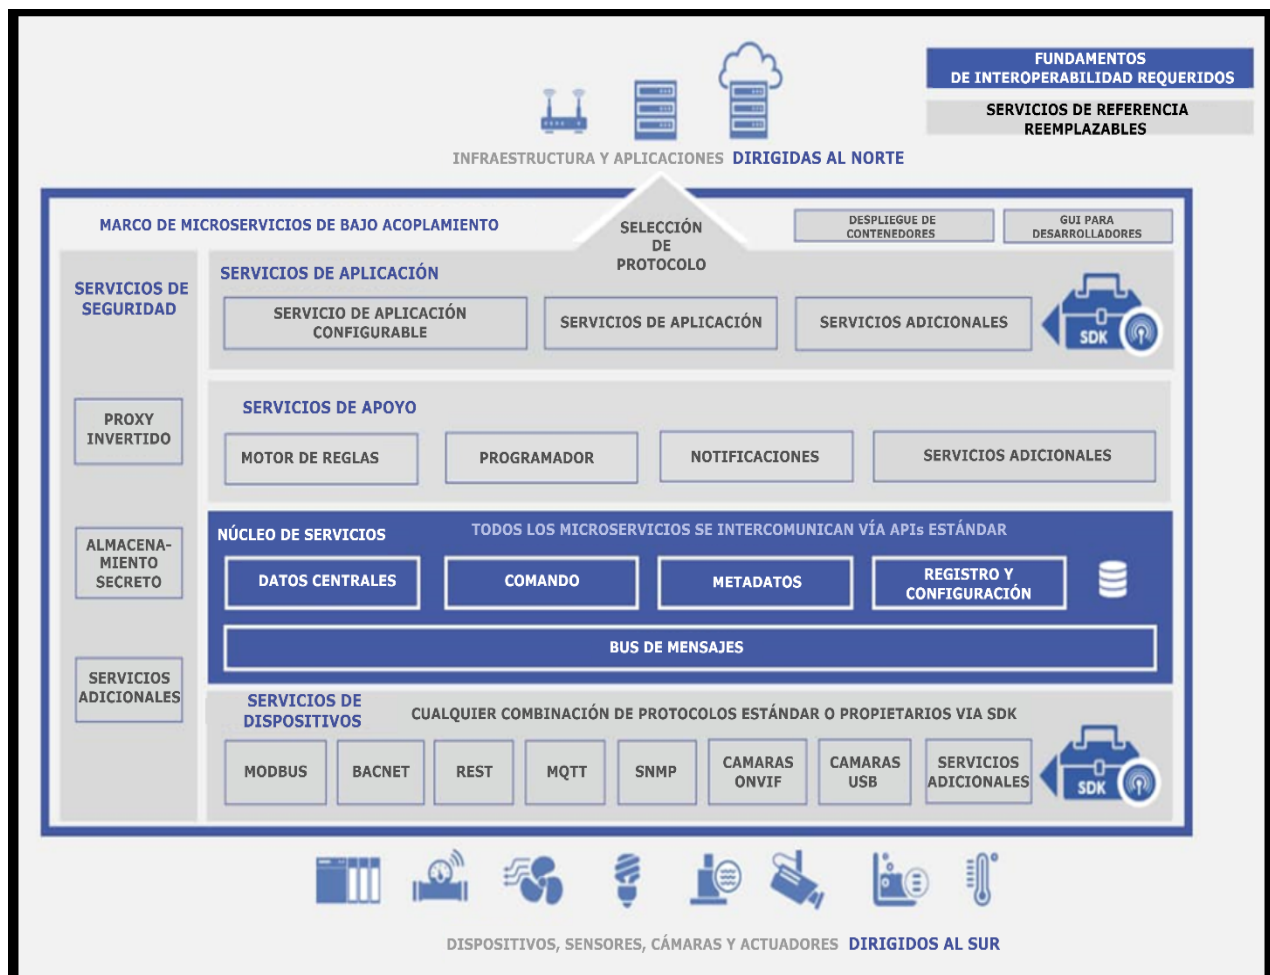 FUNDAMENTOS
DE INTEROPERABILIDAD REQUERIDOS
SERVICIOS DE REFERENCIA
REEMPLAZABLES
INFRAESTRUCTURA Y APLICACIONES DIRIGIDAS AL NORTE
MARCO DE MICROSERVICIOS DE BAJO ACOPLAMIENTO
SELECCIÓN
DE
PROTOCOLO
DESPLIEGUE DE
CONTENEDORES
GUI PARA
DESARROLLADORES
SERVICIOS DE
SEGURIDAD
PROXY
INVERTIDO
ALMACENA-
MIENTO
SECRETO
SERVICIOS
ADICIONALES
SERVICIOS DE APLICACIÓN
SERVICIO DE APLICACIÓN
CONFIGURABLE
SERVICIOS DE APLICACIÓN
SERVICIOS ADICIONALES
SDK
SERVICIOS DE APOYO
MOTOR DE REGLAS
PROGRAMADOR
NOTIFICACIONES
SERVICIOS ADICIONALES
NÚCLEO DE SERVICIOS
TODOS LOS MICROSERVICIOS SE INTERCOMUNICAN VÍA APIs ESTÁNDAR
DATOS CENTRALES
COMANDO
METADATOS
REGISTRO Y
CONFIGURACIÓN
BUS DE MENSAJES
SERVICIOS DE
DISPOSITIVOS
CUALQUIER COMBINACIÓN DE PROTOCOLOS ESTÁNDAR O PROPIETARIOS VIA SDK
MODBUS
BACNET
REST
MQTT
SNMP
CAMARAS
ONVIF
CAMARAS
USB
SERVICIOS
ADICIONALES
SDK
DISPOSITIVOS, SENSORES, CÁMARAS Y ACTUADORES DIRIGIDOS AL SUR